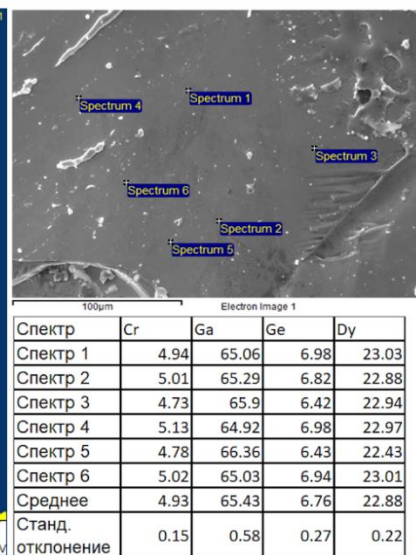 Spectrum 4
Spectrum 1
Spectrum 3
Spectrum 6
Spectrum 2
Spectrum 5
100µm Electron Image 1
Спектр Cr Ga Ge Dy
Спектр 1 4.94 65.06 6.98 23.03
Спектр 2 5.01 65.29 6.82 22.88
Спектр 3 4.73 65.9 6.42 22.94
Спектр 4 5.13 64.92 6.98 22.97
Спектр 5 4.78 66.36 6.43 22.43
Спектр 6 5.02 65.03 6.94 23.01
Среднее 4.93 65.43 6.76 22.88
Станд.
отклонение 0.15 0.58 0.27 0.22